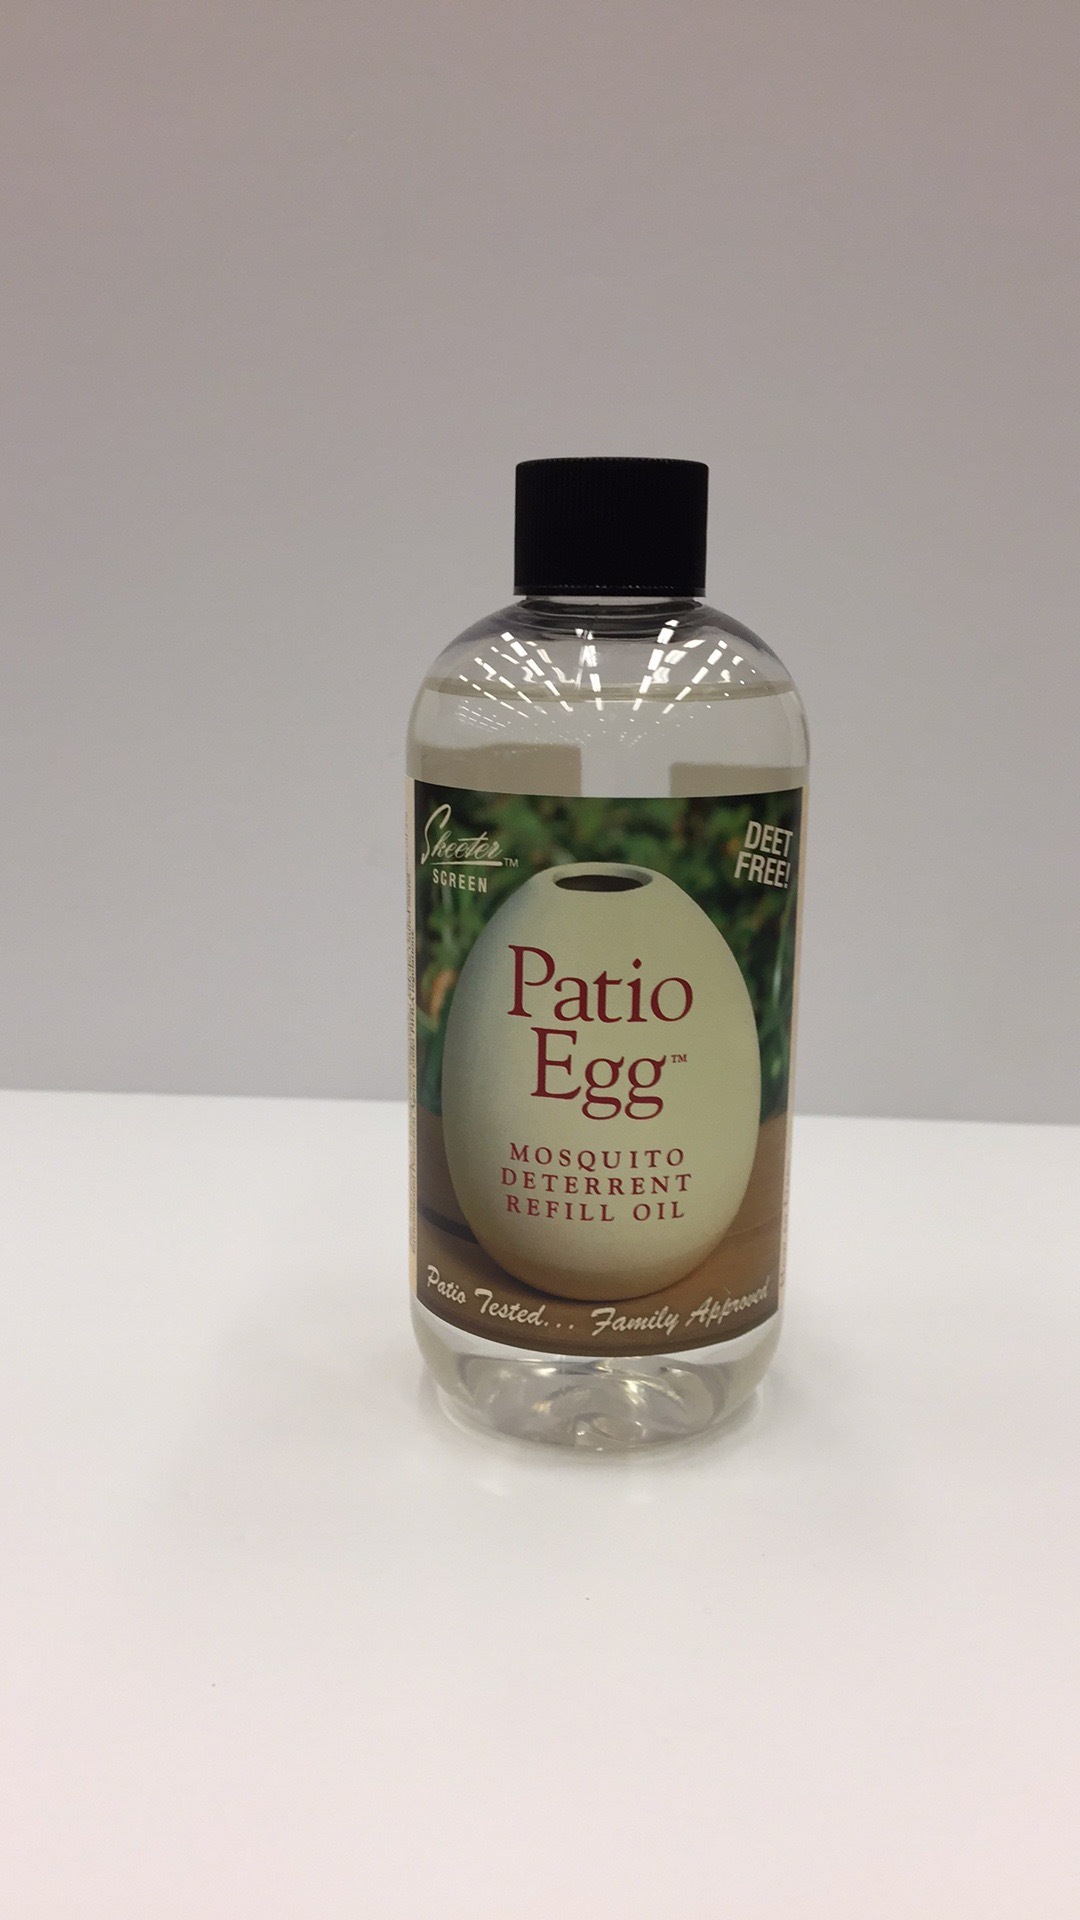 Skeeter™
SCREEN
DEET
FREE!
Patio
Egg™
MOSQUITO
DETERRENT
REFILL OIL
Patio Tested... Family Approved